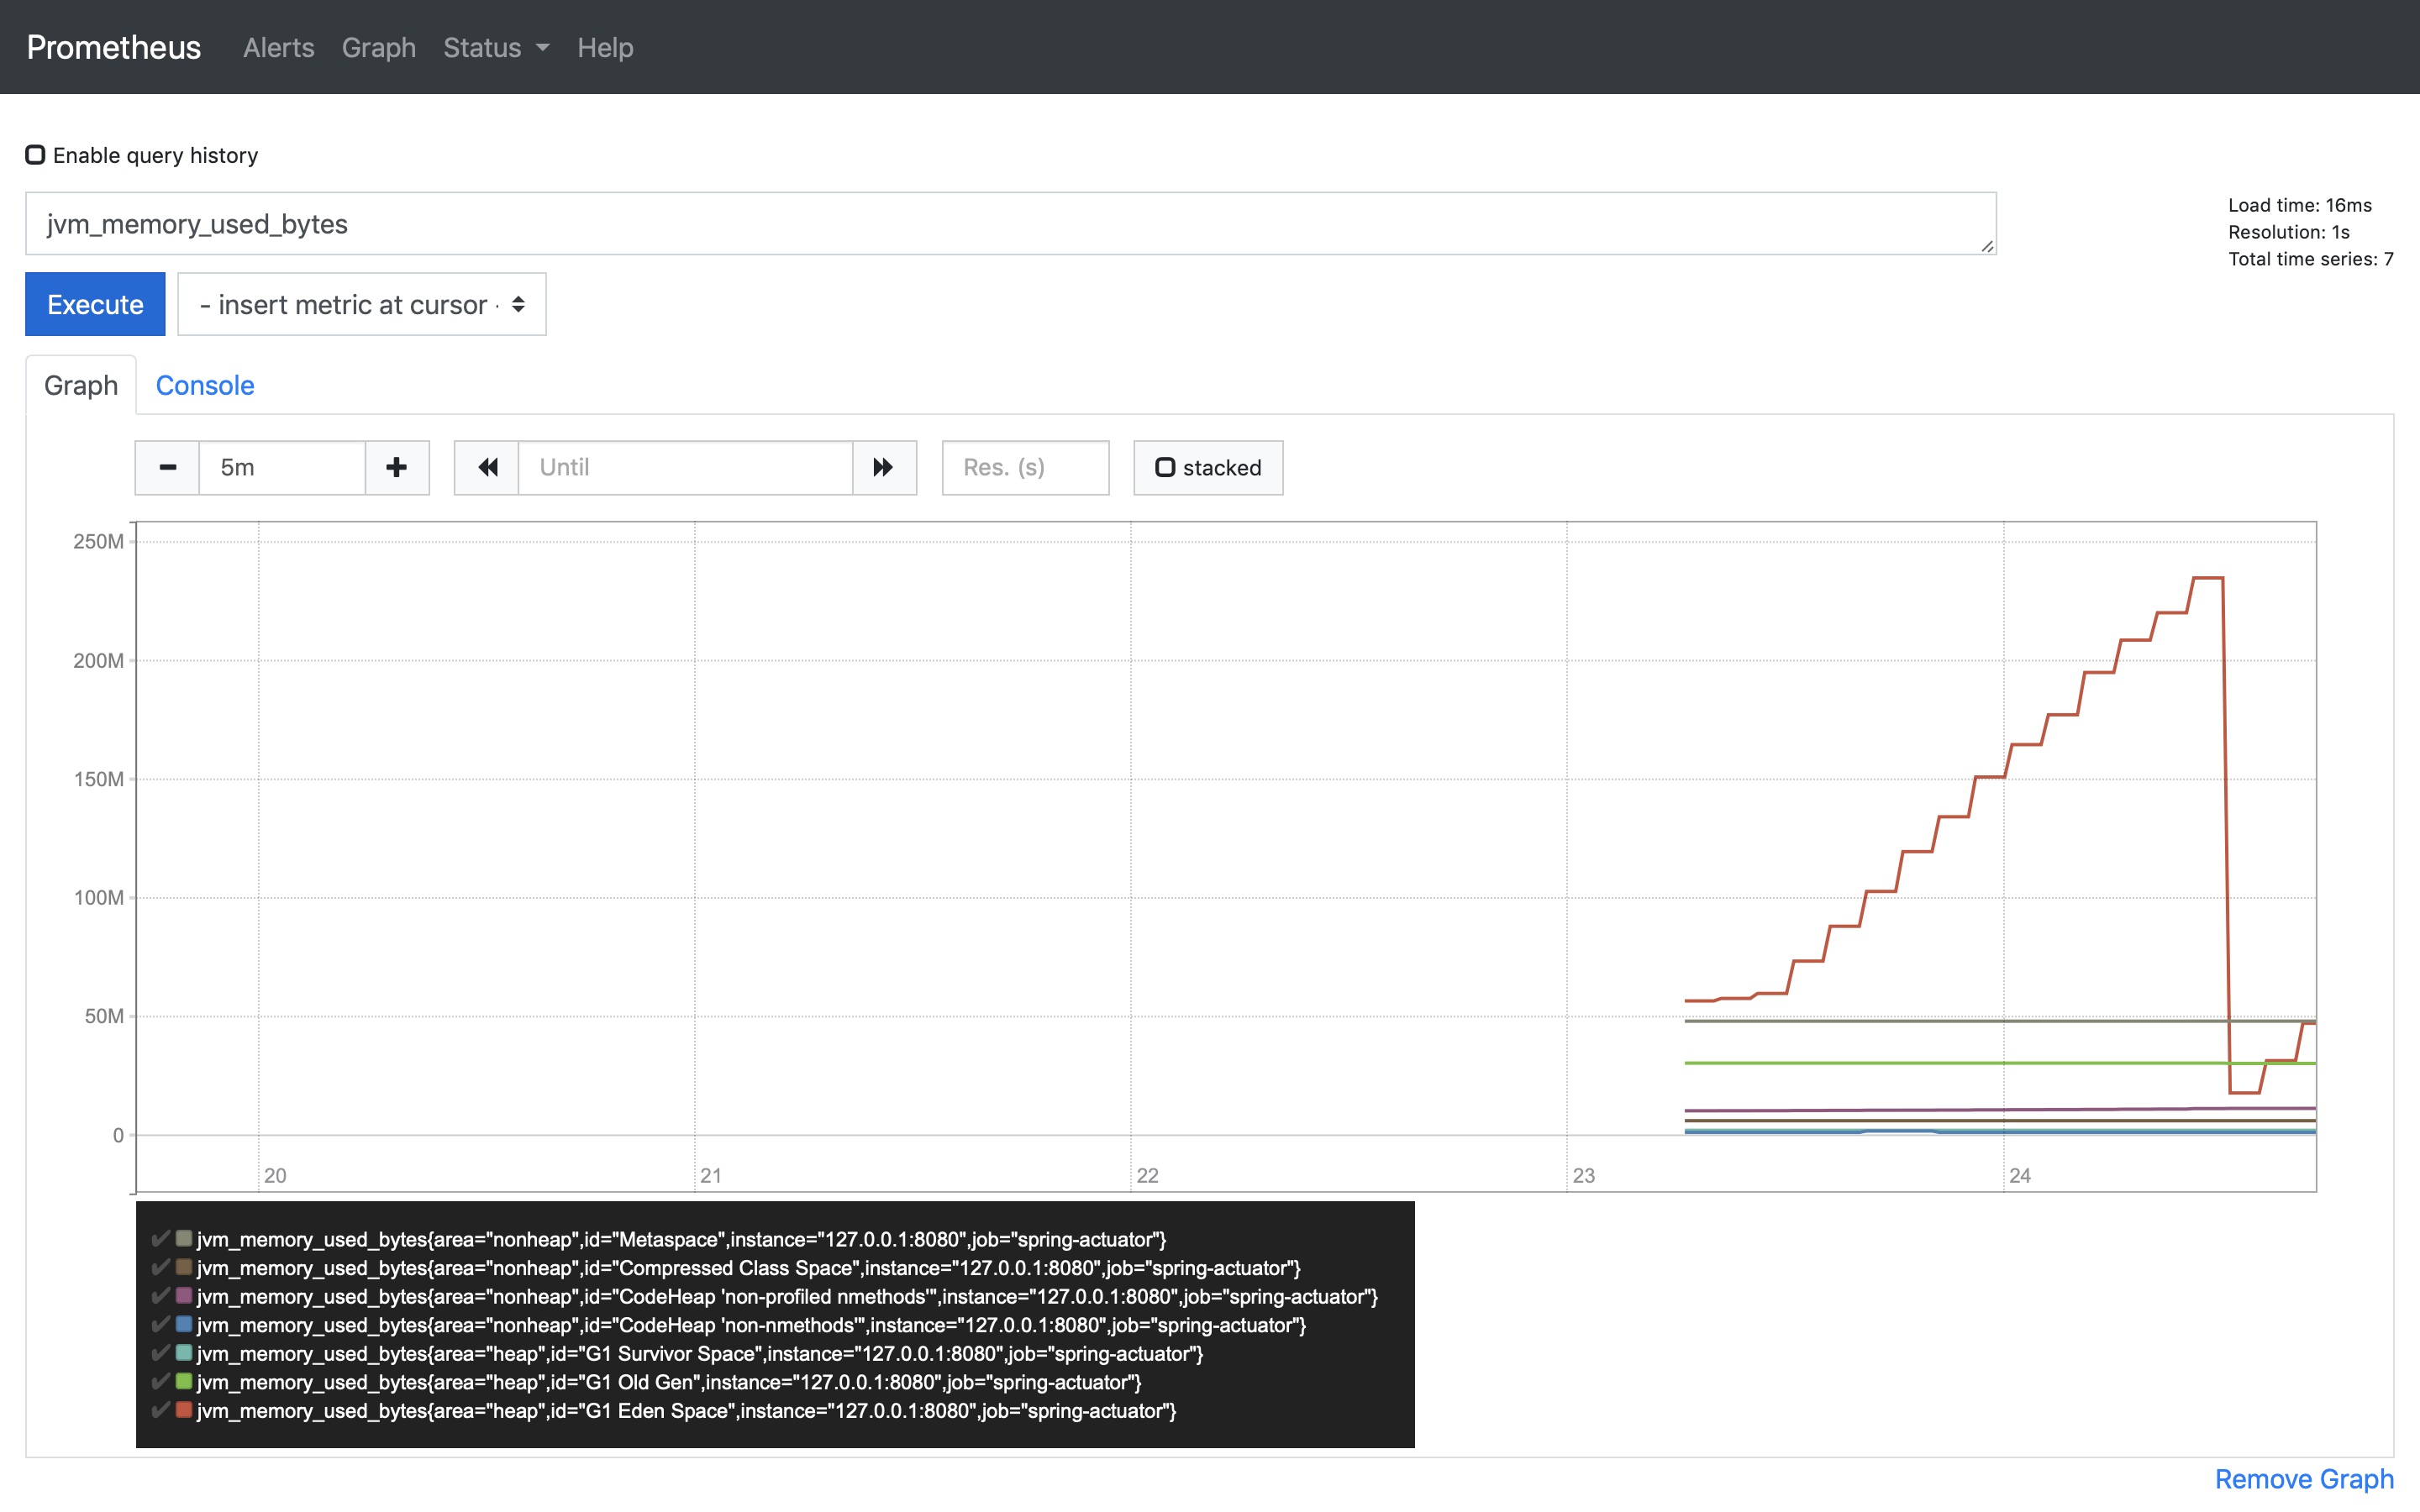 Prometheus Alerts Graph Status Help
Enable query history
jvm_memory_used_bytes
Load time: 16ms
Resolution: 1s
Total time series: 7
Execute - insert metric at cursor -
Graph Console
5m Until Res. (s) stacked
250M
200M
150M
100M
50M
0
20 21 22 23 24
jvm_memory_used_bytes{area="nonheap",id="Metaspace",instance="127.0.0.1:8080",job="spring-actuator"}
jvm_memory_used_bytes{area="nonheap",id="Compressed Class Space",instance="127.0.0.1:8080",job="spring-actuator"}
jvm_memory_used_bytes{area="nonheap",id="CodeHeap 'non-profiled nmethods'",instance="127.0.0.1:8080",job="spring-actuator"}
jvm_memory_used_bytes{area="nonheap",id="CodeHeap 'non-nmethods'",instance="127.0.0.1:8080",job="spring-actuator"}
jvm_memory_used_bytes{area="heap",id="G1 Survivor Space",instance="127.0.0.1:8080",job="spring-actuator"}
jvm_memory_used_bytes{area="heap",id="G1 Old Gen",instance="127.0.0.1:8080",job="spring-actuator"}
jvm_memory_used_bytes{area="heap",id="G1 Eden Space",instance="127.0.0.1:8080",job="spring-actuator"}
Remove Graph